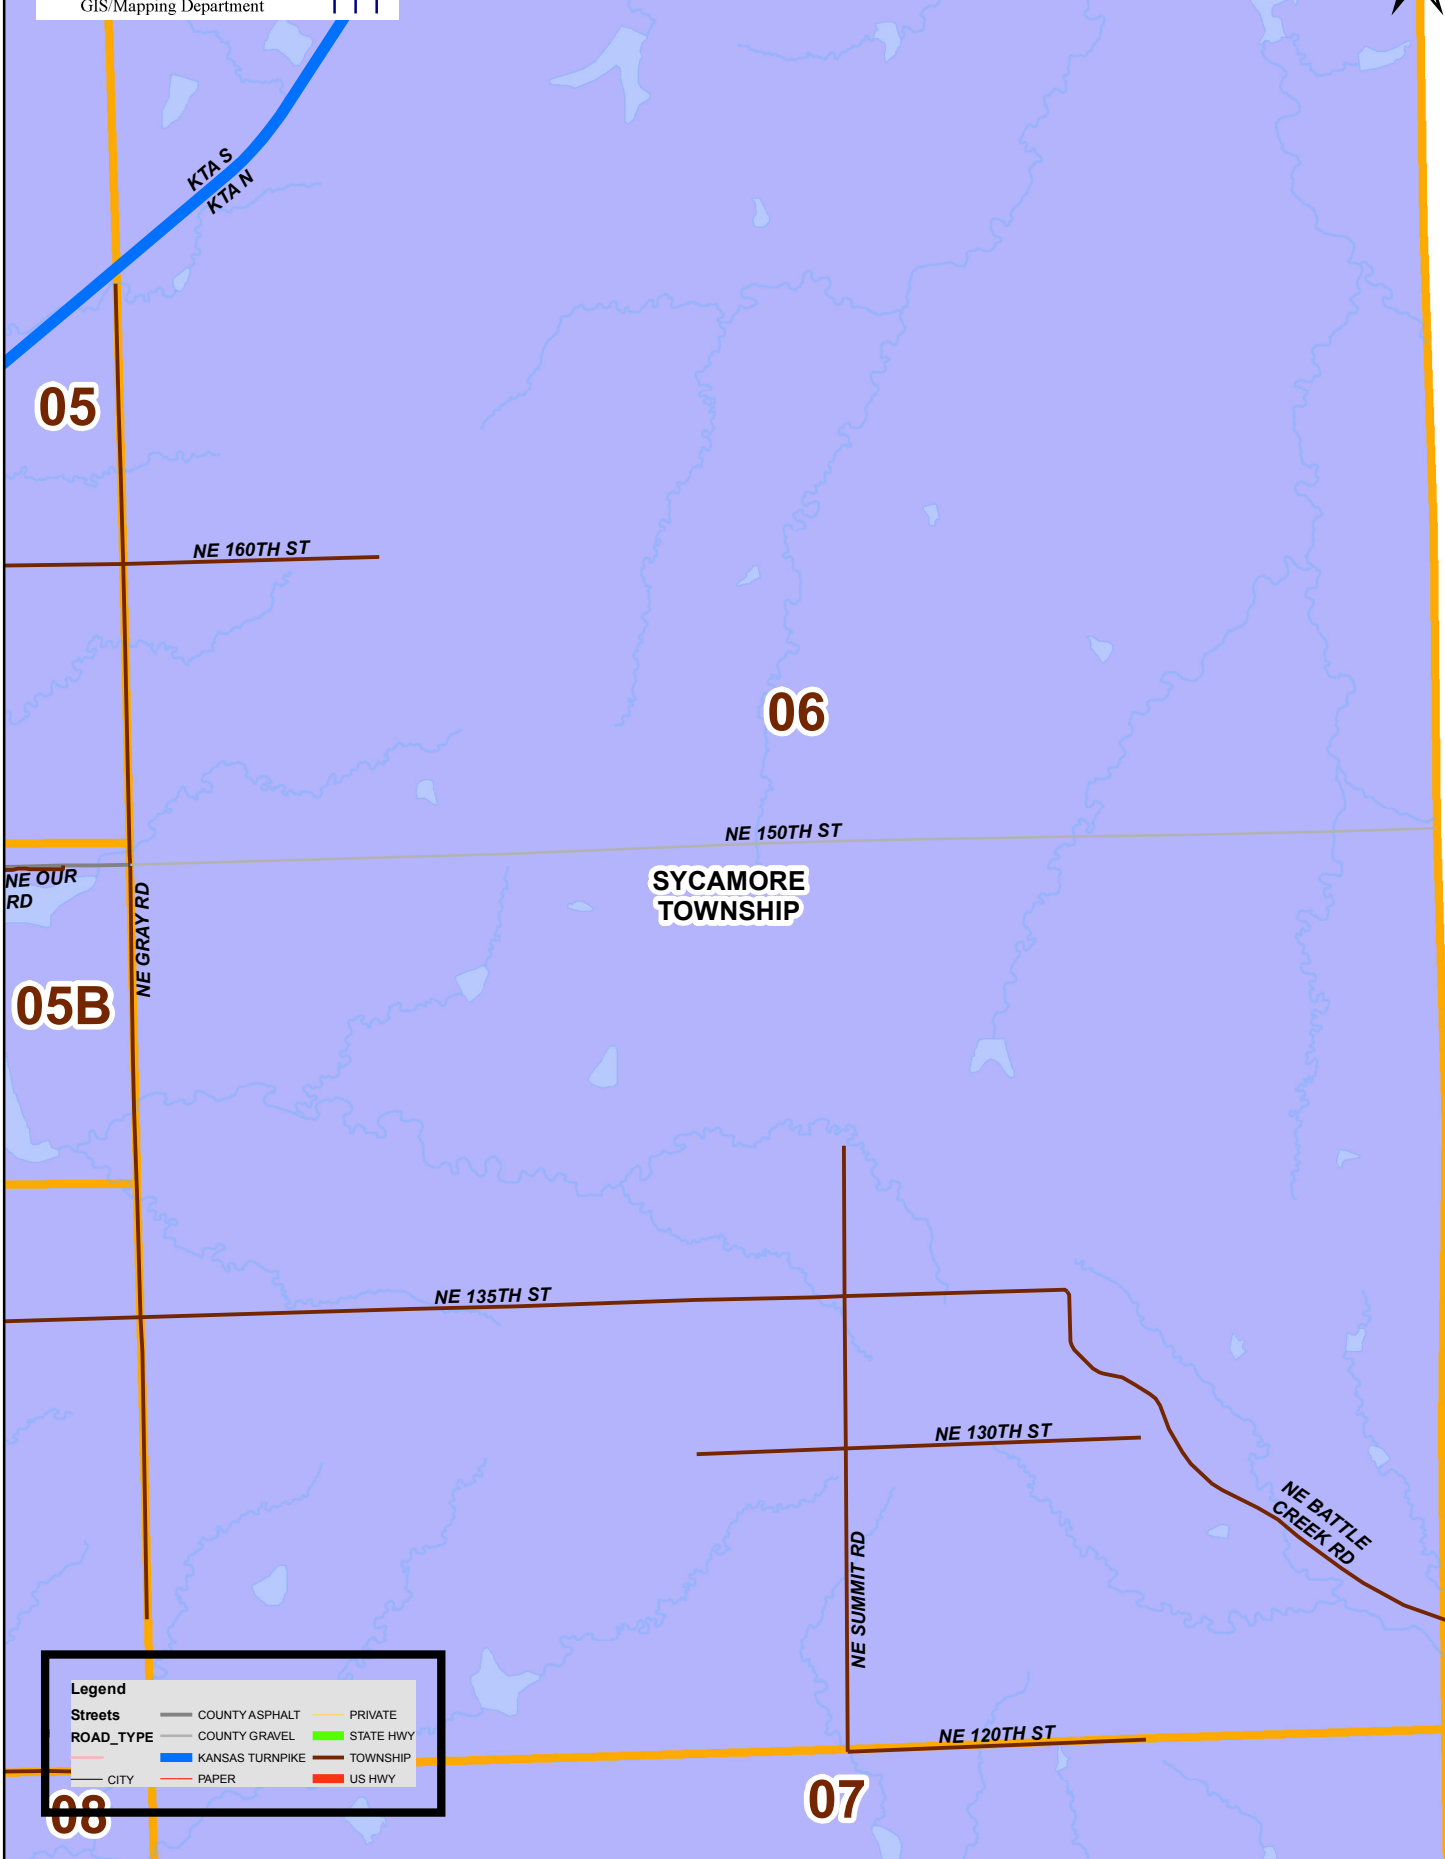 GIS/Mapping Department
KTA S
KTA N
05
NE 160TH ST
06
NE 150TH ST
NE OUR
RD
SYCAMORE
TOWNSHIP
NE GRAY RD
05B
NE 135TH ST
NE 130TH ST
NE BATTLE
CREEK RD
NE SUMMIT RD
NE 120TH ST
Legend
Streets
ROAD_TYPE
CITY
COUNTY ASPHALT
COUNTY GRAVEL
KANSAS TURNPIKE
PAPER
PRIVATE
STATE HWY
TOWNSHIP
US HWY
08
07